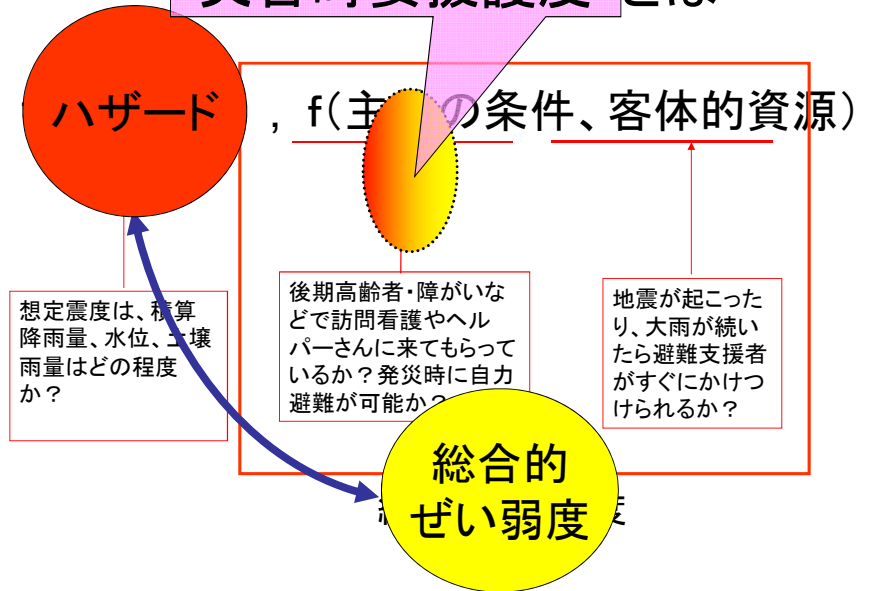 とは
ハザード
, f(主 の条件、客体的資源)
想定震度は、積算
降雨量、水位、土壌
雨量はどの程度
か?
後期高齢者・障がいな
どで訪問看護やヘル
パーさんに来てもらって
いるか?発災時に自力
避難が可能か?
地震が起こった
り、大雨が続い
たら避難支援者
がすぐにかけつ
けられるか?
総合的
ぜい弱度
度